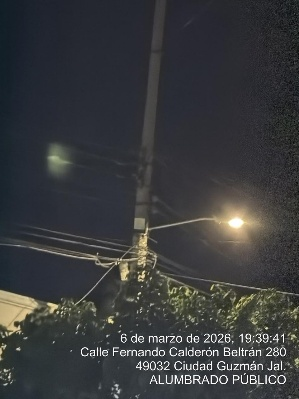 6 de marzo de 2026, 19:39:41
Calle Fernando Calderón Beltrán 280
49032 Ciudad Guzmán Jal.
ALUMBRADO PÚBLICO